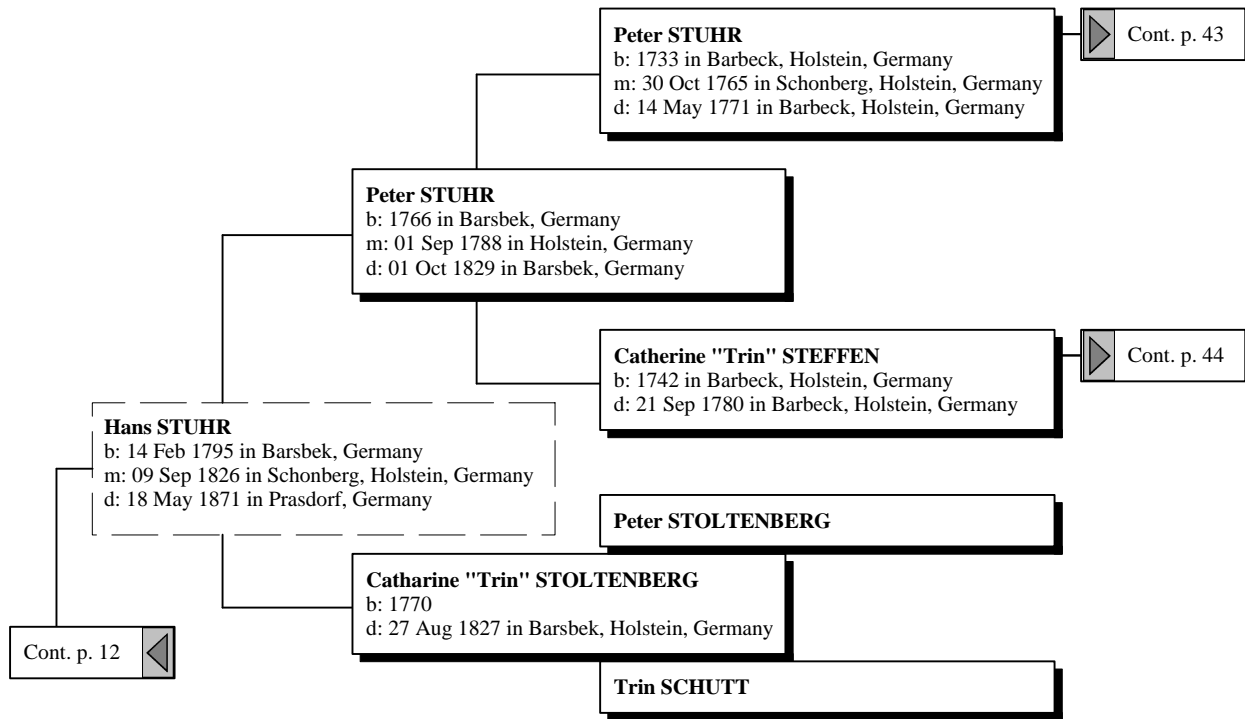 Peter STUHR
b: 1733 in Barbeck, Holstein, Germany
m: 30 Oct 1765 in Schonberg, Holstein, Germany
d: 14 May 1771 in Barbeck, Holstein, Germany
Cont. p. 43
Peter STUHR
b: 1766 in Barsbek, Germany
m: 01 Sep 1788 in Holstein, Germany
d: 01 Oct 1829 in Barsbek, Germany
Catherine "Trin" STEFFEN
b: 1742 in Barbeck, Holstein, Germany
d: 21 Sep 1780 in Barbeck, Holstein, Germany
Cont. p. 44
Hans STUHR
b: 14 Feb 1795 in Barsbek, Germany
m: 09 Sep 1826 in Schonberg, Holstein, Germany
d: 18 May 1871 in Prasdorf, Germany
Peter STOLTENBERG
Catharine "Trin" STOLTENBERG
b: 1770
d: 27 Aug 1827 in Barsbek, Holstein, Germany
Cont. p. 12
Trin SCHUTT